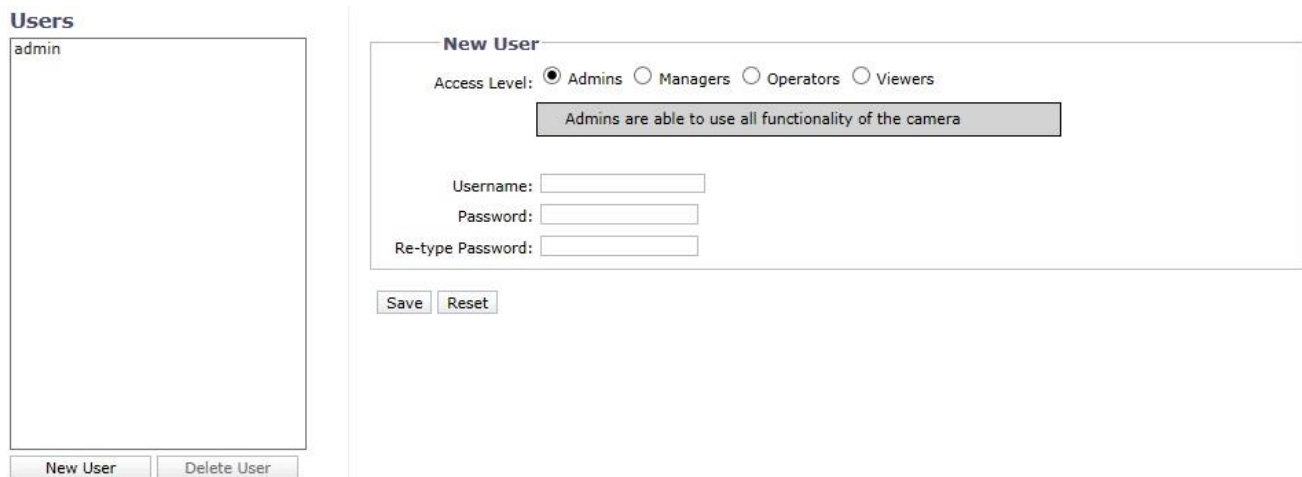 Users
admin
New User
Delete User
New User
Access Level: Admins Managers Operators Viewers
Admins are able to use all functionality of the camera
Username:
Password:
Re-type Password:
Save Reset